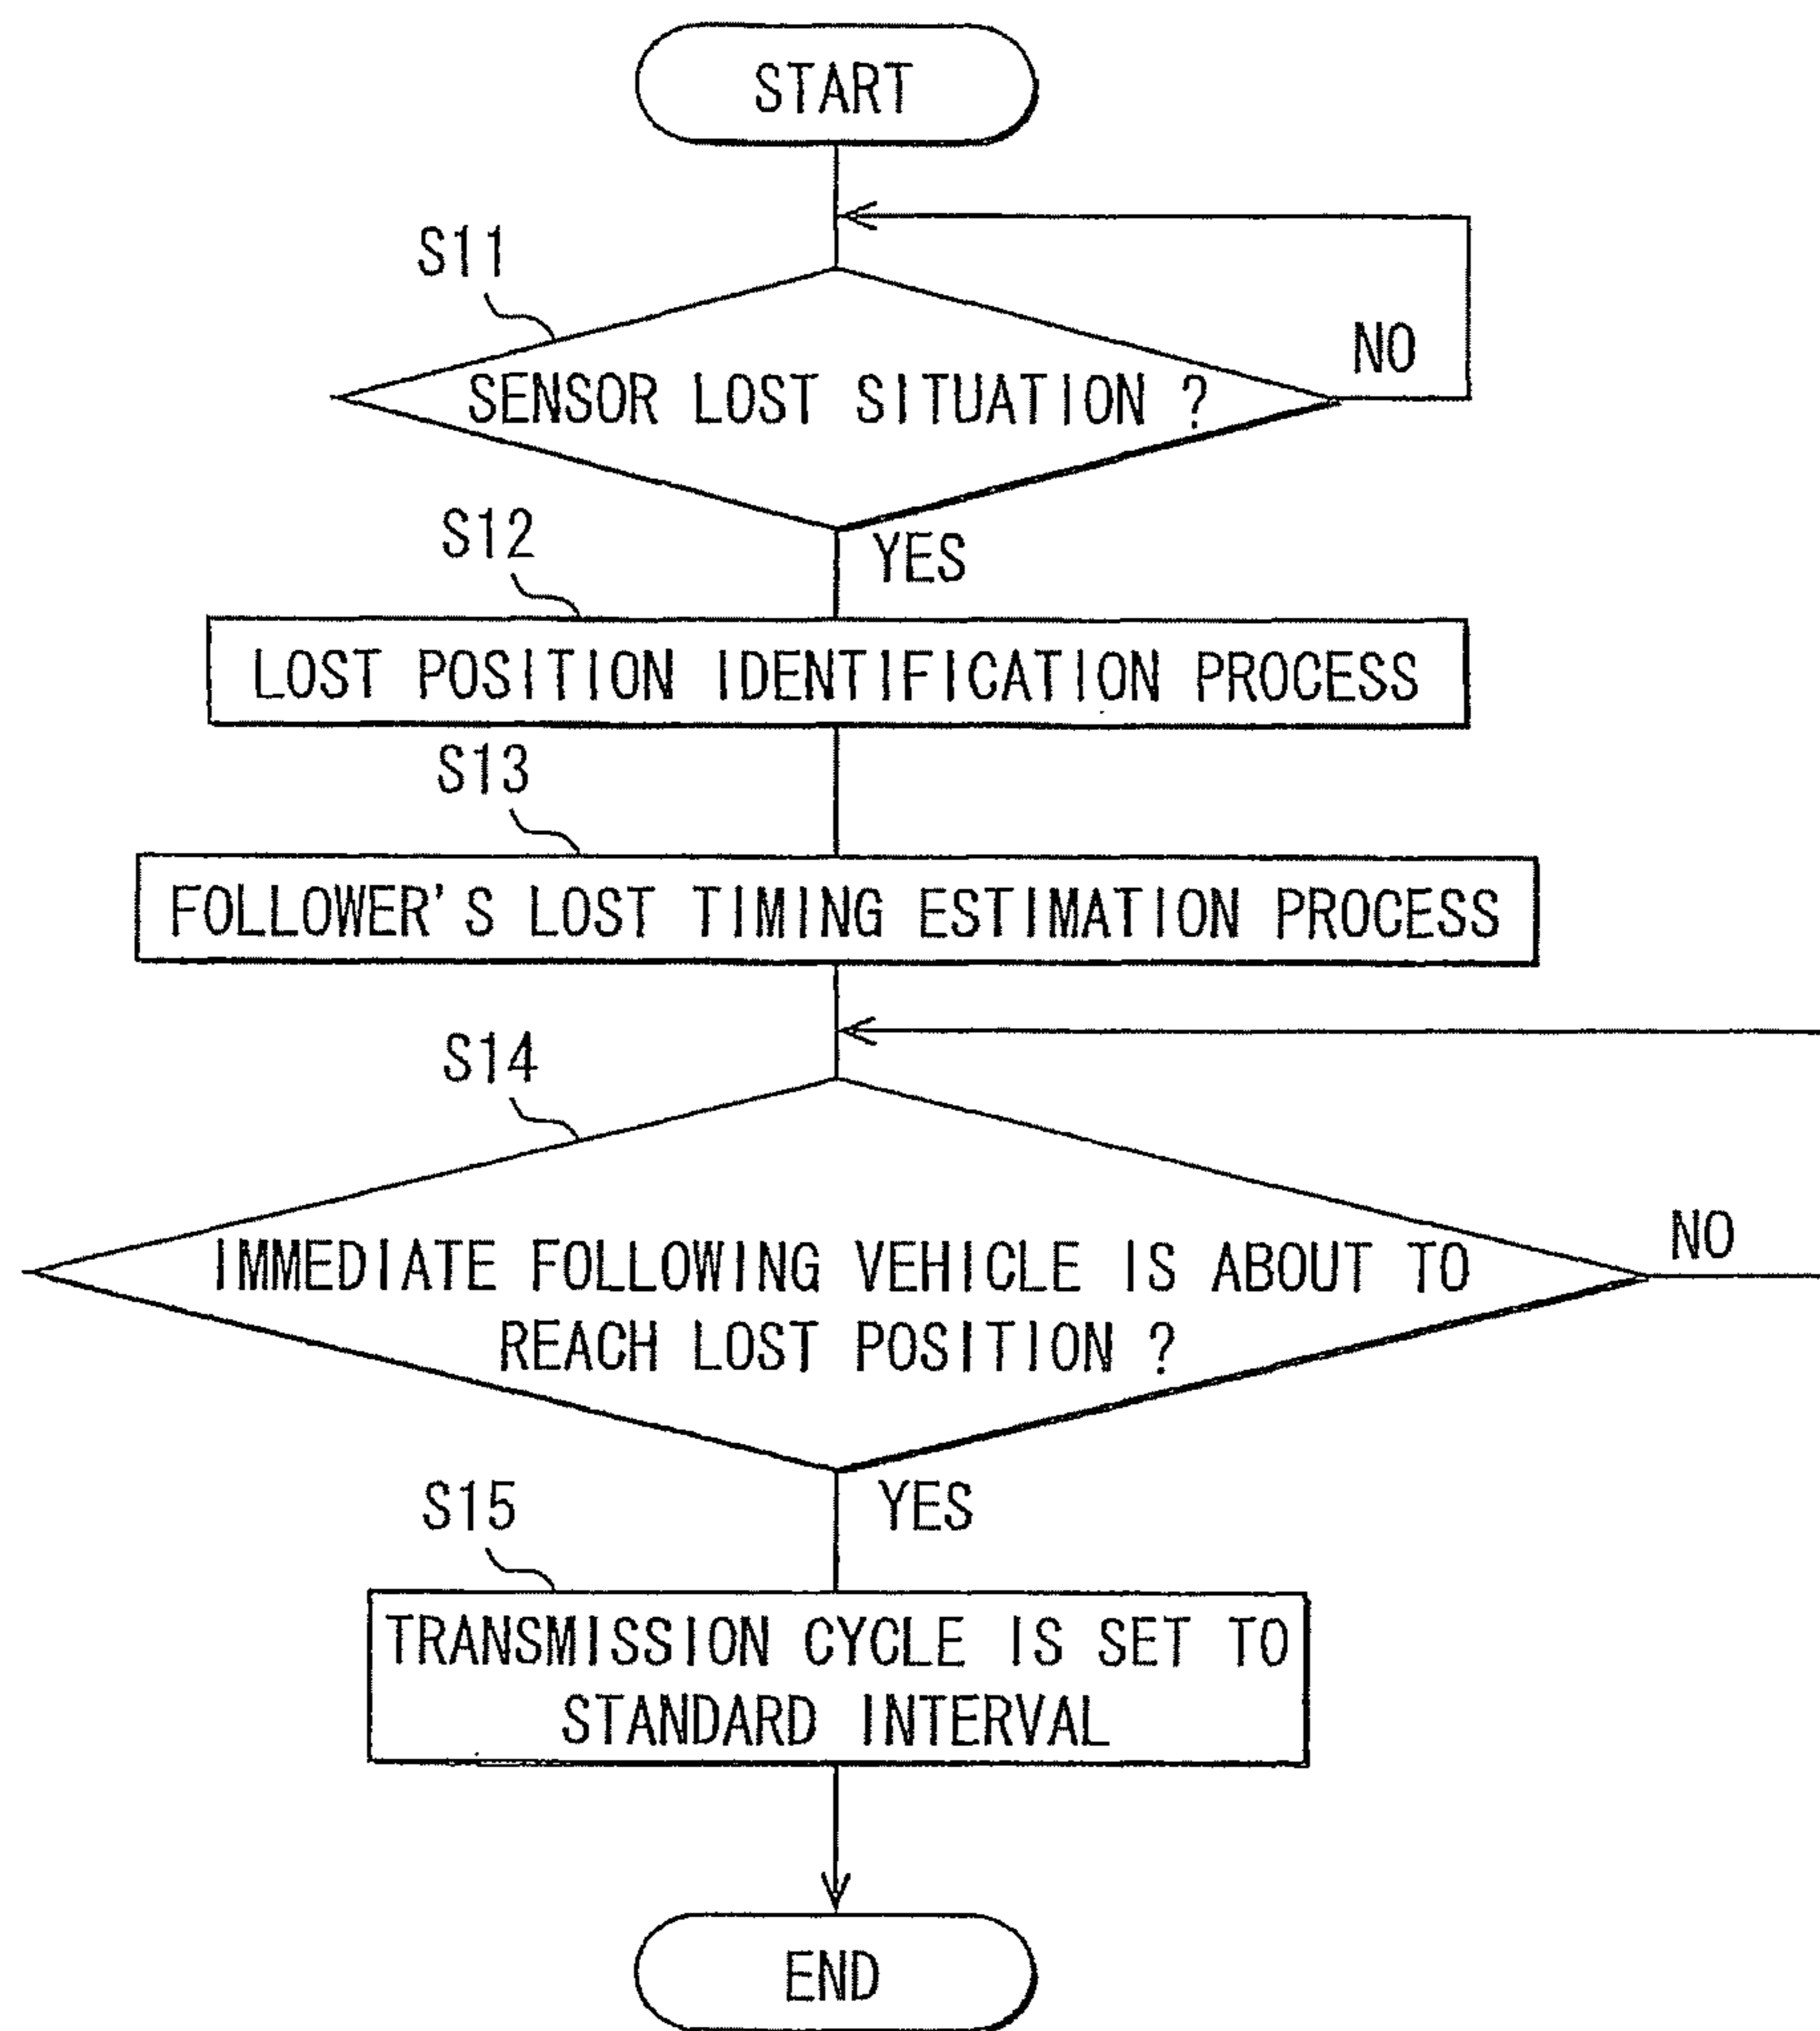 START
S11
SENSOR LOST SITUATION ?
NO
YES
S12
LOST POSITION IDENTIFICATION PROCESS
S13
FOLLOWER'S LOST TIMING ESTIMATION PROCESS
S14
IMMEDIATE FOLLOWING VEHICLE IS ABOUT TO
REACH LOST POSITION ?
NO
YES
S15
TRANSMISSION CYCLE IS SET TO
STANDARD INTERVAL
END